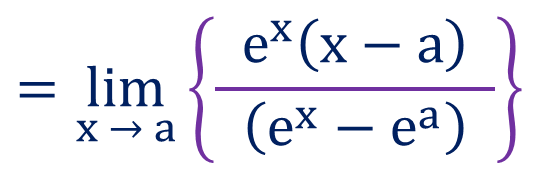 = lim x → a { eˣ(x − a) / (eˣ − eᵃ) }